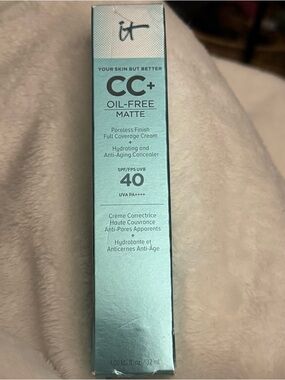 it
YOUR SKIN BUT BETTER
CC+
OIL-FREE
MATTE
Poreless Finish
Full Coverage Cream
+
Hydrating and
Anti-Aging Concealer
SPF/FPS UVB
40
UVA PA++++
Crème Correctrice
Haute Couvrance
Anti-Pores Apparents
+
Hydratante et
Anticernes Anti-Âge